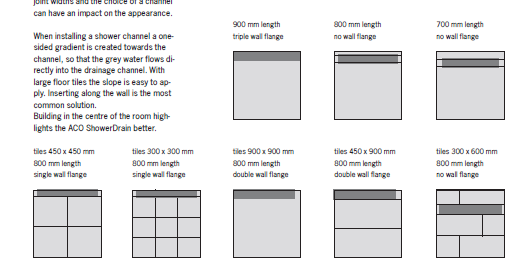 joint widths and the choice of a channel
can have an impact on the appearance.
When installing a shower channel a one-
sided gradient is created towards the
channel, so that the grey water flows di-
rectly into the drainage channel. With
large floor tiles the slope is easy to ap-
ply. Inserting along the wall is the most
common solution.
Building in the centre of the room high-
lights the ACO ShowerDrain better.
900 mm length
triple wall flange
800 mm length
no wall flange
700 mm length
no wall flange
tiles 450 x 450 mm
800 mm length
single wall flange
tiles 300 x 300 mm
800 mm length
single wall flange
tiles 900 x 900 mm
800 mm length
double wall flange
tiles 450 x 900 mm
800 mm length
double wall flange
tiles 300 x 600 mm
800 mm length
no wall flange